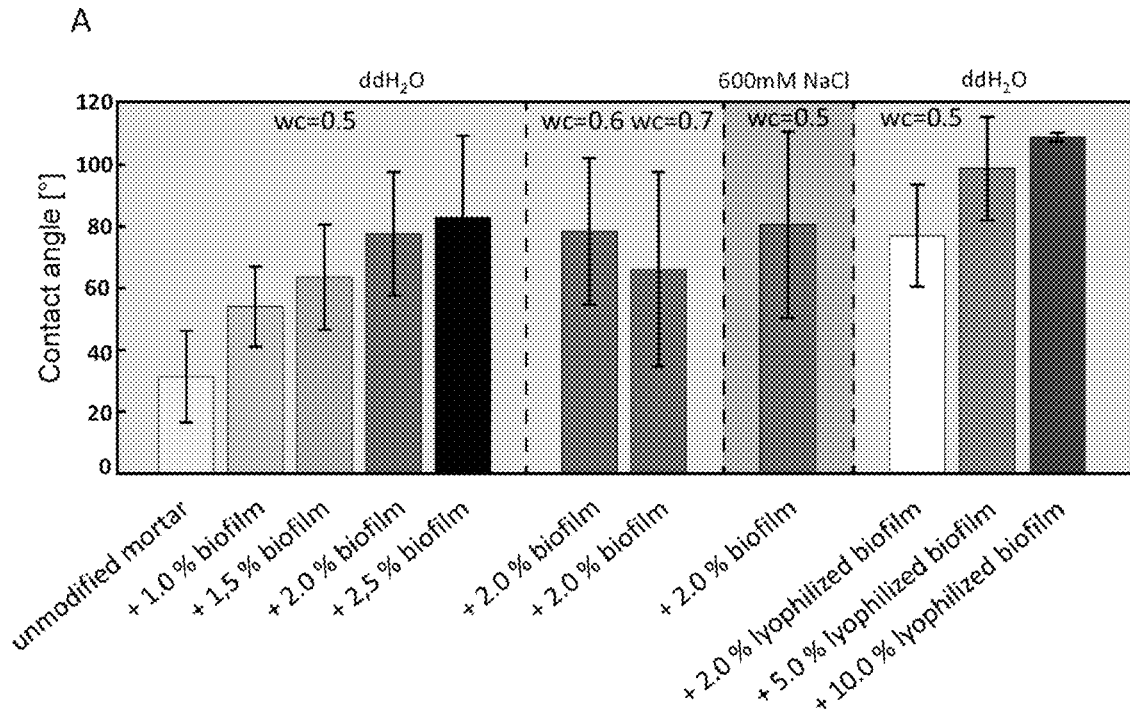 A
ddH₂O
600mM NaCl
ddH₂O
120
100
80
60
40
20
0
Contact angle [°]
wc=0.5
wc=0.6
wc=0.7
wc=0.5
wc=0.5
unmodified mortar
+ 1.0 % biofilm
+ 1,5 % biofilm
+ 2.0 % biofilm
+ 2,5 % biofilm
+ 2.0 % biofilm
+ 2.0 % biofilm
+ 2.0 % biofilm
+ 2.0 % lyophilized biofilm
+ 5.0 % lyophilized biofilm
+ 10.0 % lyophilized biofilm